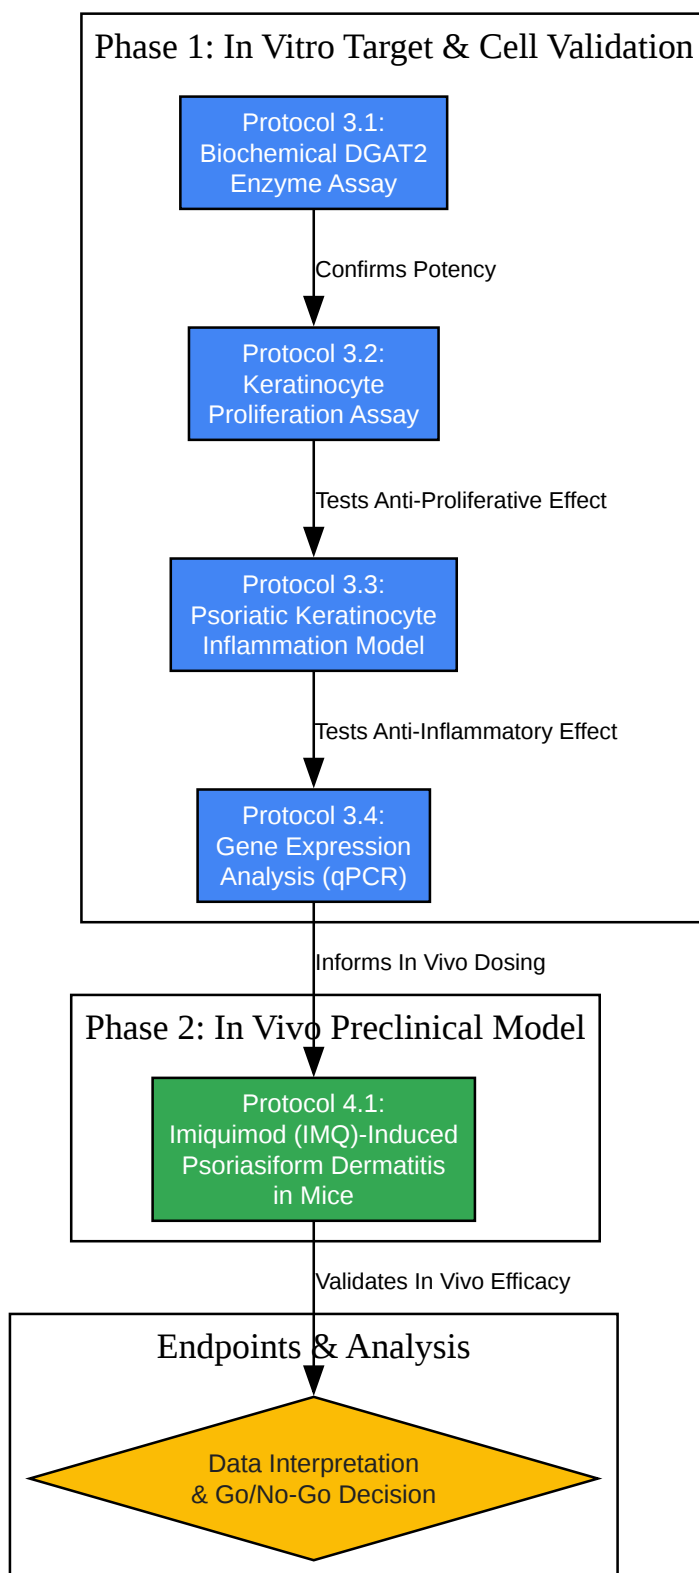 Phase 1: In Vitro Target & Cell Validation
Protocol 3.1:
Biochemical DGAT2
Enzyme Assay
Confirms Potency
Protocol 3.2:
Keratinocyte
Proliferation Assay
Tests Anti-Proliferative Effect
Protocol 3.3:
Psoriatic Keratinocyte
Inflammation Model
Tests Anti-Inflammatory Effect
Protocol 3.4:
Gene Expression
Analysis (qPCR)
Informs In Vivo Dosing
Phase 2: In Vivo Preclinical Model
Protocol 4.1:
Imiquimod (IMQ)-Induced
Psoriasiform Dermatitis
in Mice
Validates In Vivo Efficacy
Endpoints & Analysis
Data Interpretation
& Go/No-Go Decision